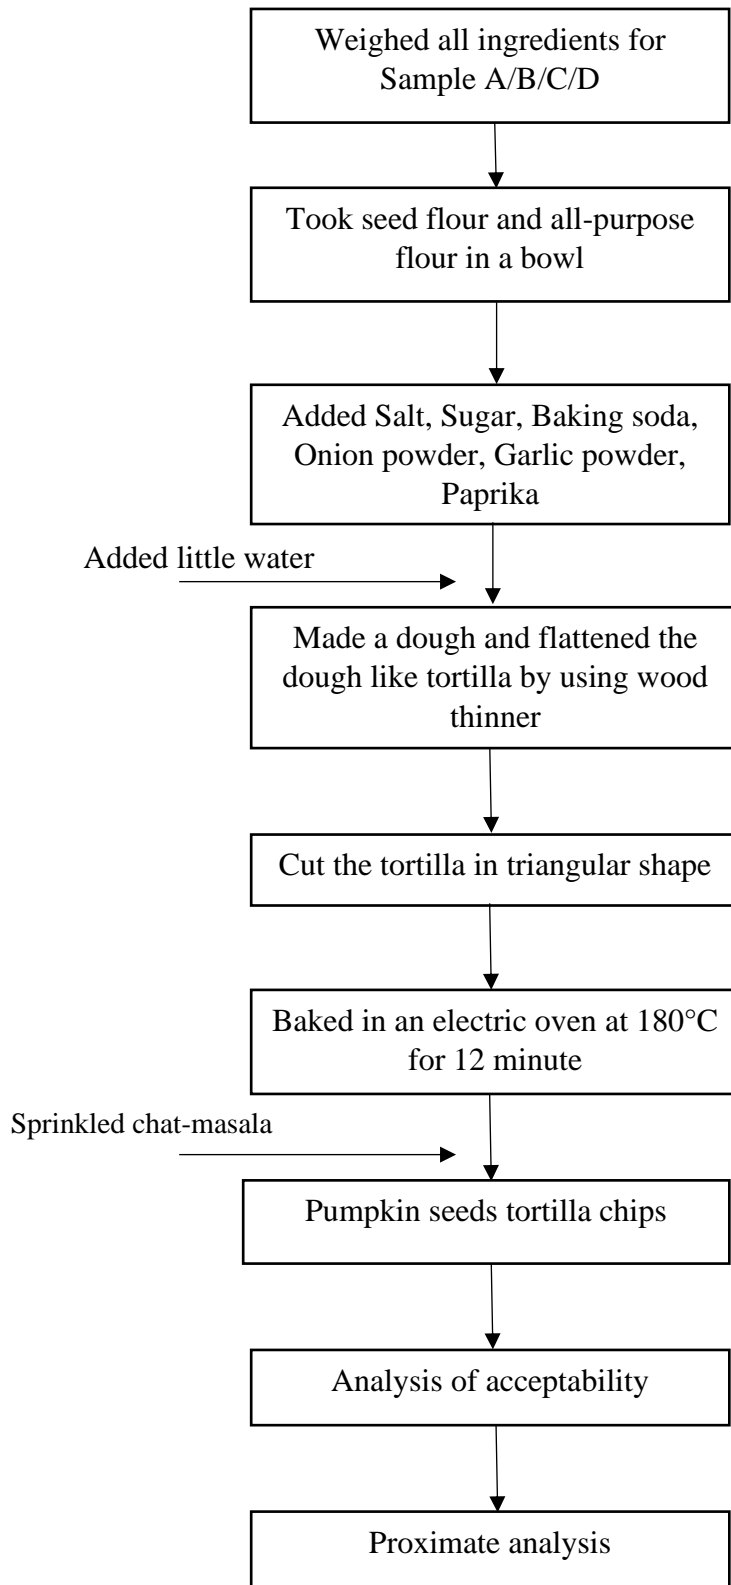 Weighed all ingredients for
Sample A/B/C/D
Took seed flour and all-purpose
flour in a bowl
Added Salt, Sugar, Baking soda,
Onion powder, Garlic powder,
Paprika
Added little water
Made a dough and flattened the
dough like tortilla by using wood
thinner
Cut the tortilla in triangular shape
Baked in an electric oven at 180°C
for 12 minute
Sprinkled chat-masala
Pumpkin seeds tortilla chips
Analysis of acceptability
Proximate analysis